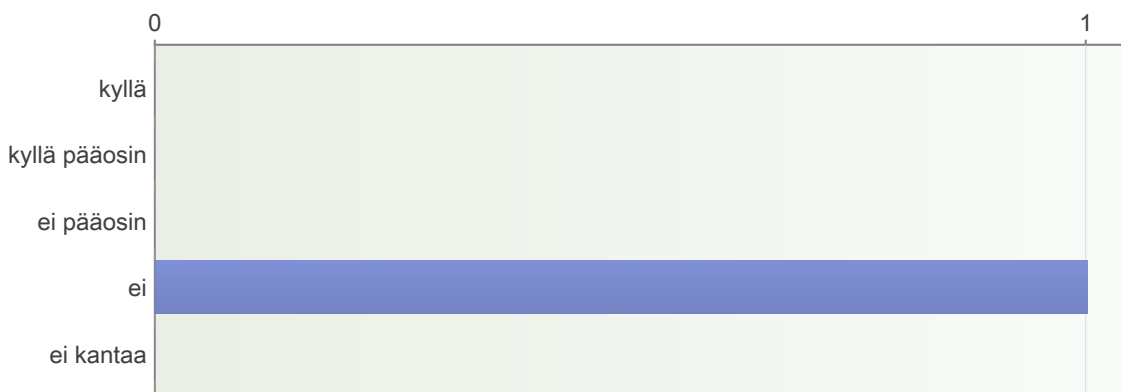 0 1
kyllä
kyllä pääosin
ei pääosin
ei
ei kantaa